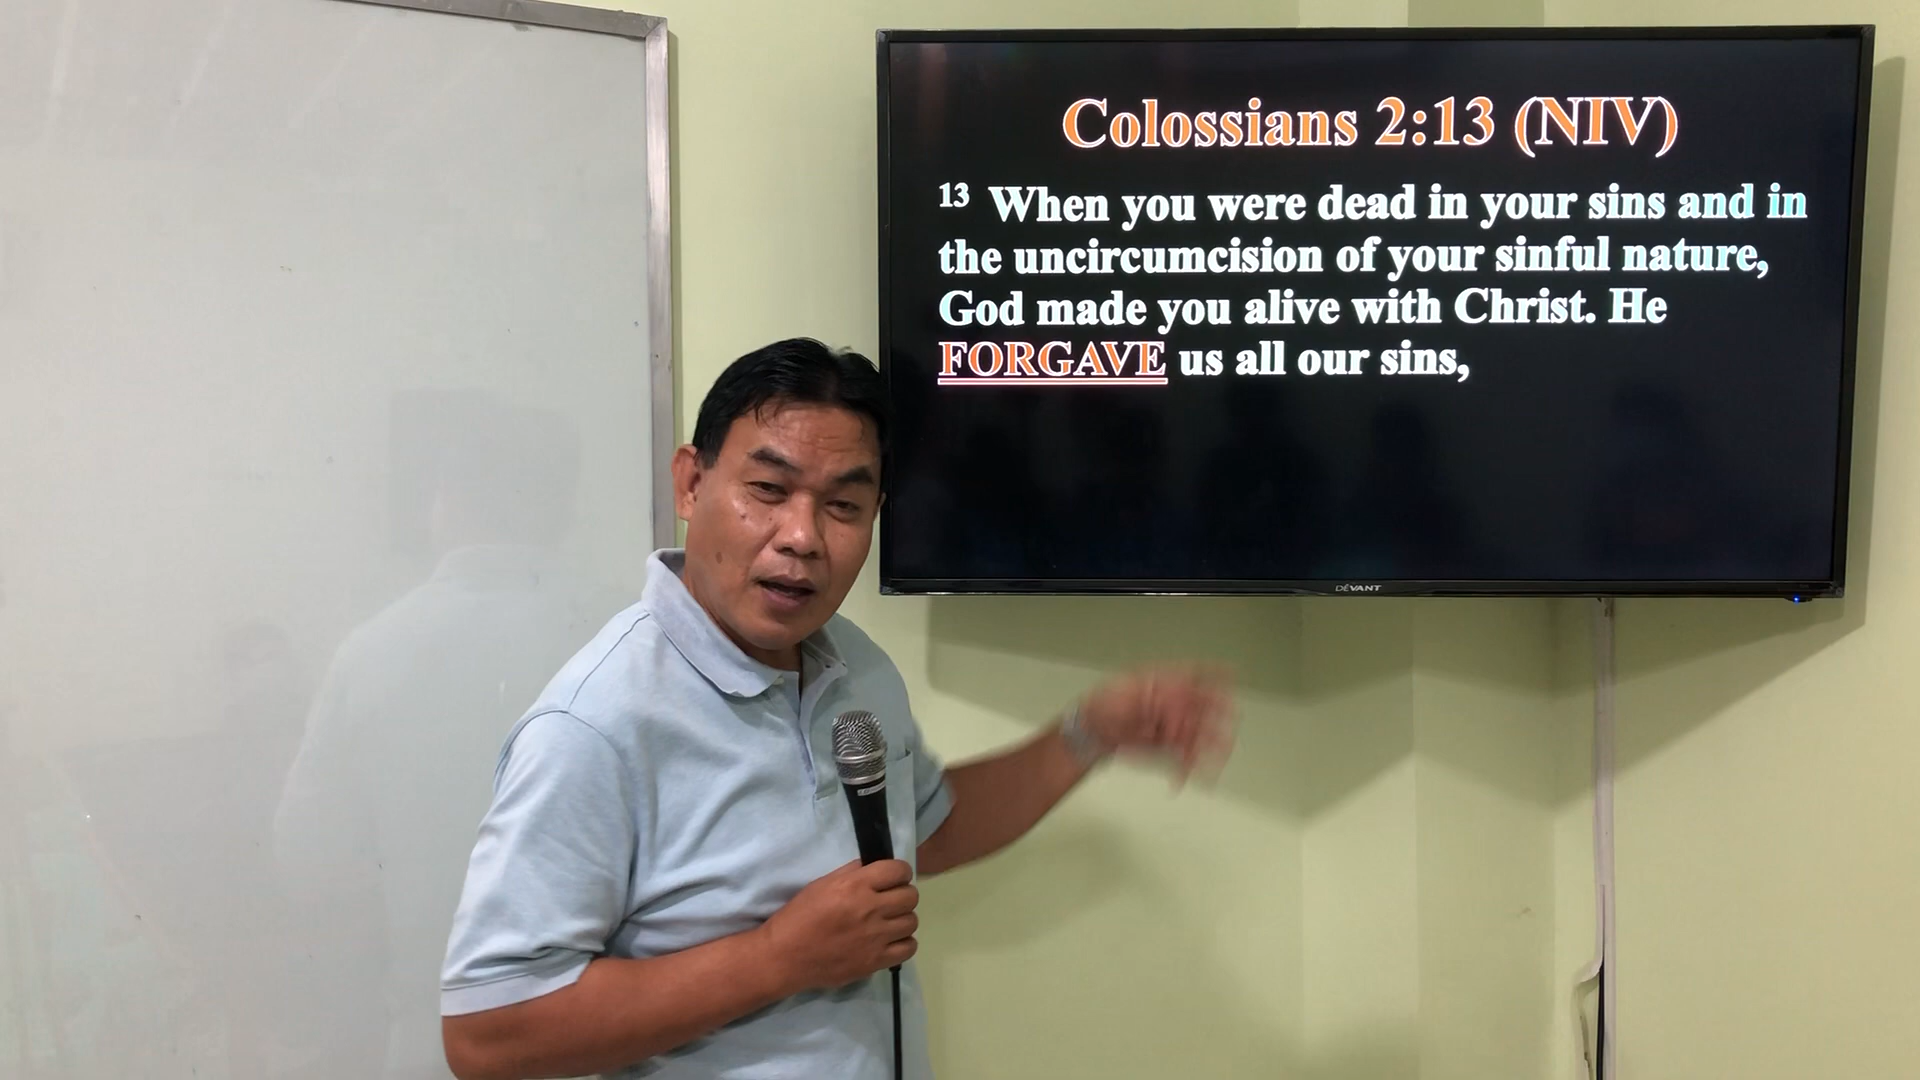 Colossians 2:13 (NIV)
13 When you were dead in your sins and in
the uncircumcision of your sinful nature,
God made you alive with Christ. He
FORGAVE us all our sins,
DEVANT